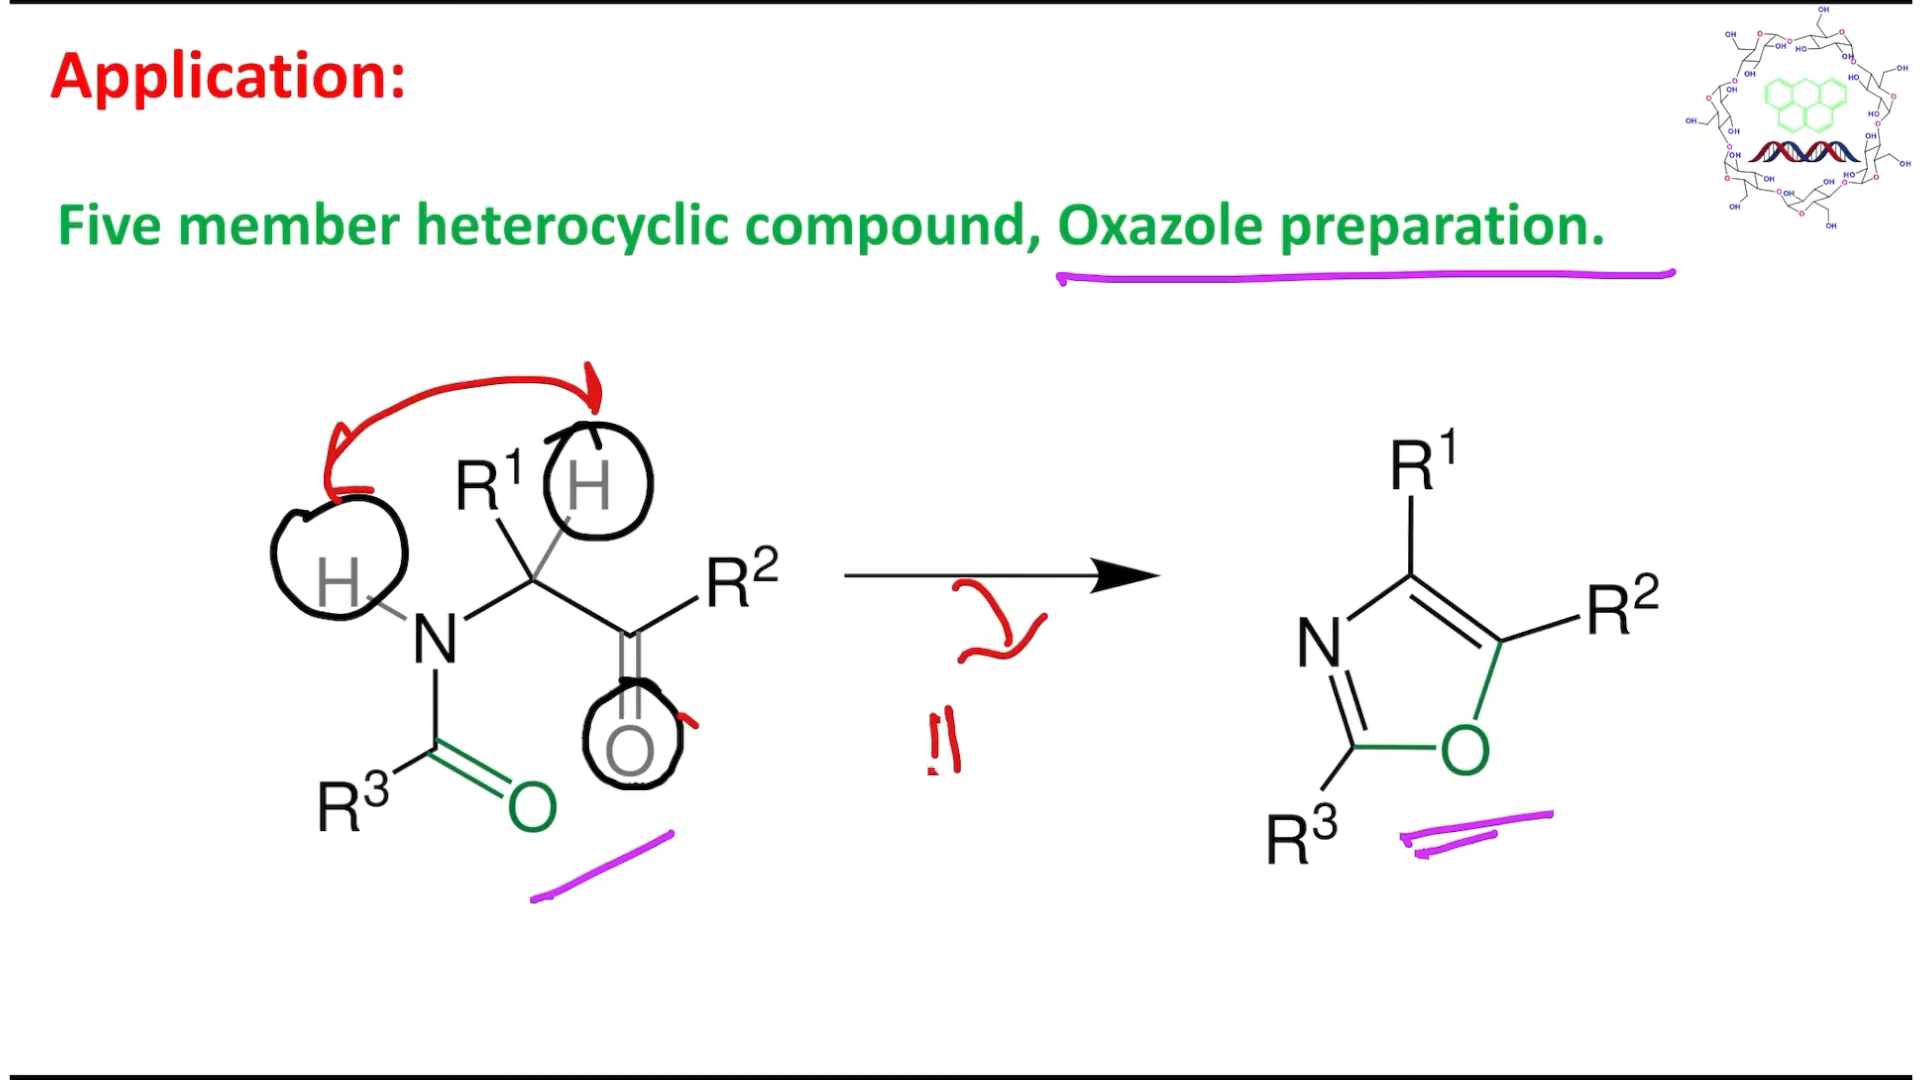 Application:
Five member heterocyclic compound, Oxazole preparation.
R¹ H
H
R²
N
O
R³
O
R¹
R²
N
O
R³